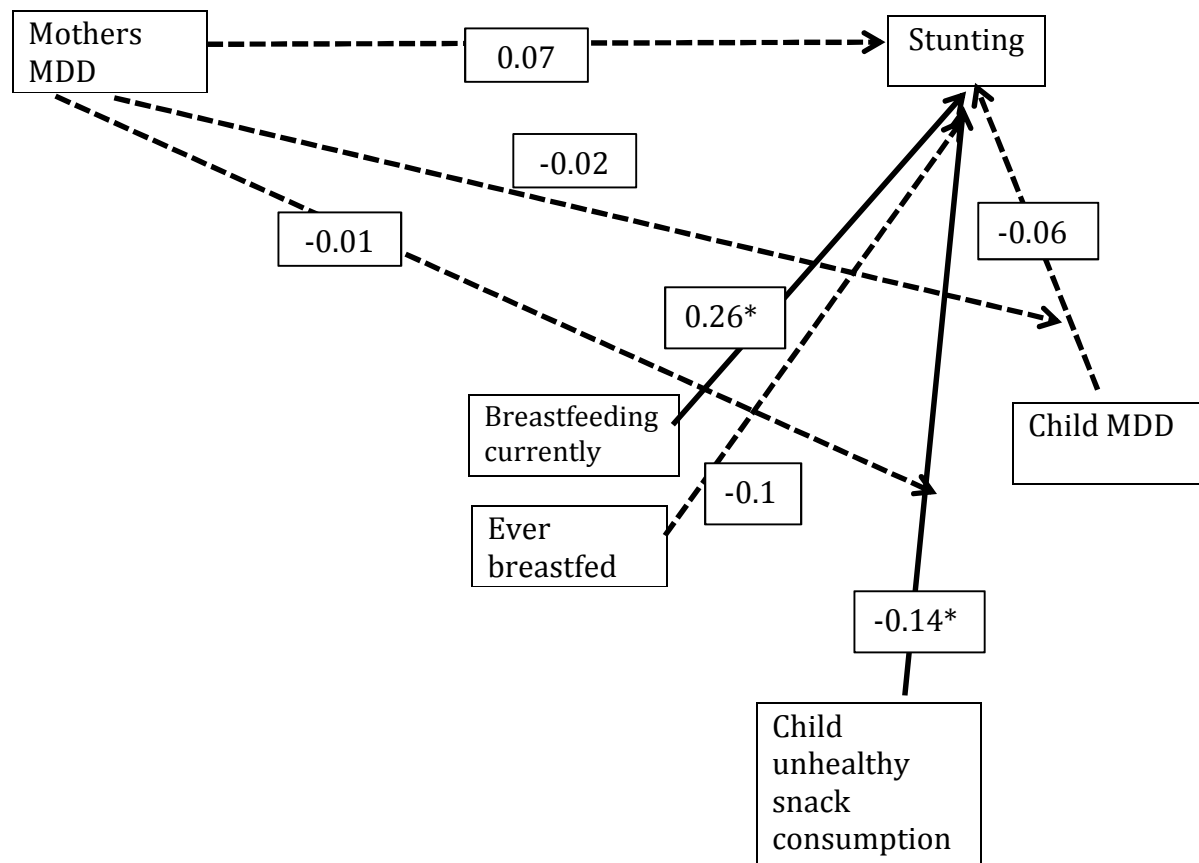 Mothers
MDD
0.07
Stunting
-0.02
-0.01
-0.06
0.26*
Breastfeeding
currently
Child MDD
-0.1
Ever
breastfed
-0.14*
Child
unhealthy
snack
consumption